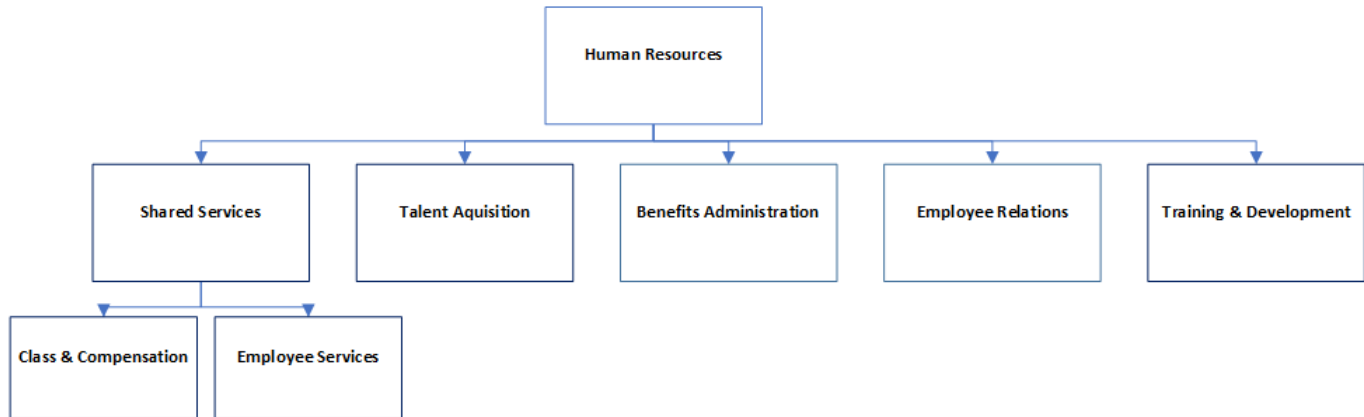 Human Resources
Shared Services
Talent Aquisition
Benefits Administration
Employee Relations
Training & Development
Class & Compensation
Employee Services